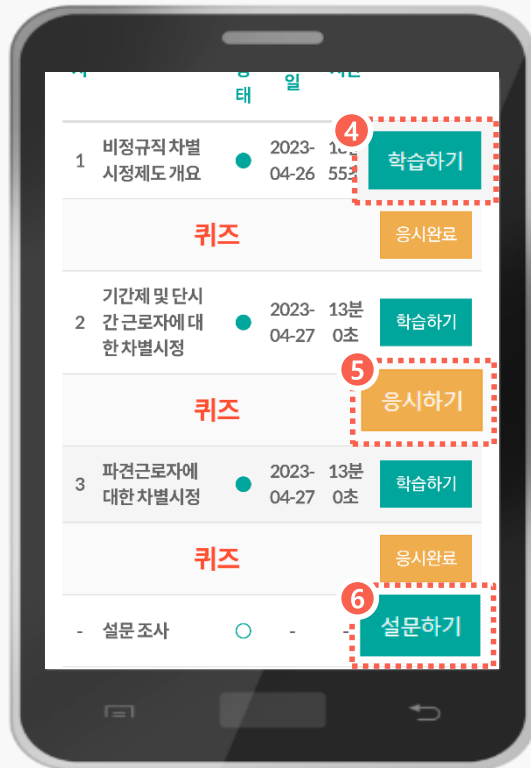 태
일
④
1
비정규직 차별
시정제도 개요
2023-
04-26
학습하기
퀴즈
응시완료
2
기간제 및 단시
간 근로자에 대
한 차별시정
2023-
04-27
13분
0초
학습하기
⑤
퀴즈
응시하기
3
파견근로자에
대한 차별시정
2023-
04-27
13분
0초
학습하기
퀴즈
응시완료
⑥
- 설문 조사 - -
설문하기